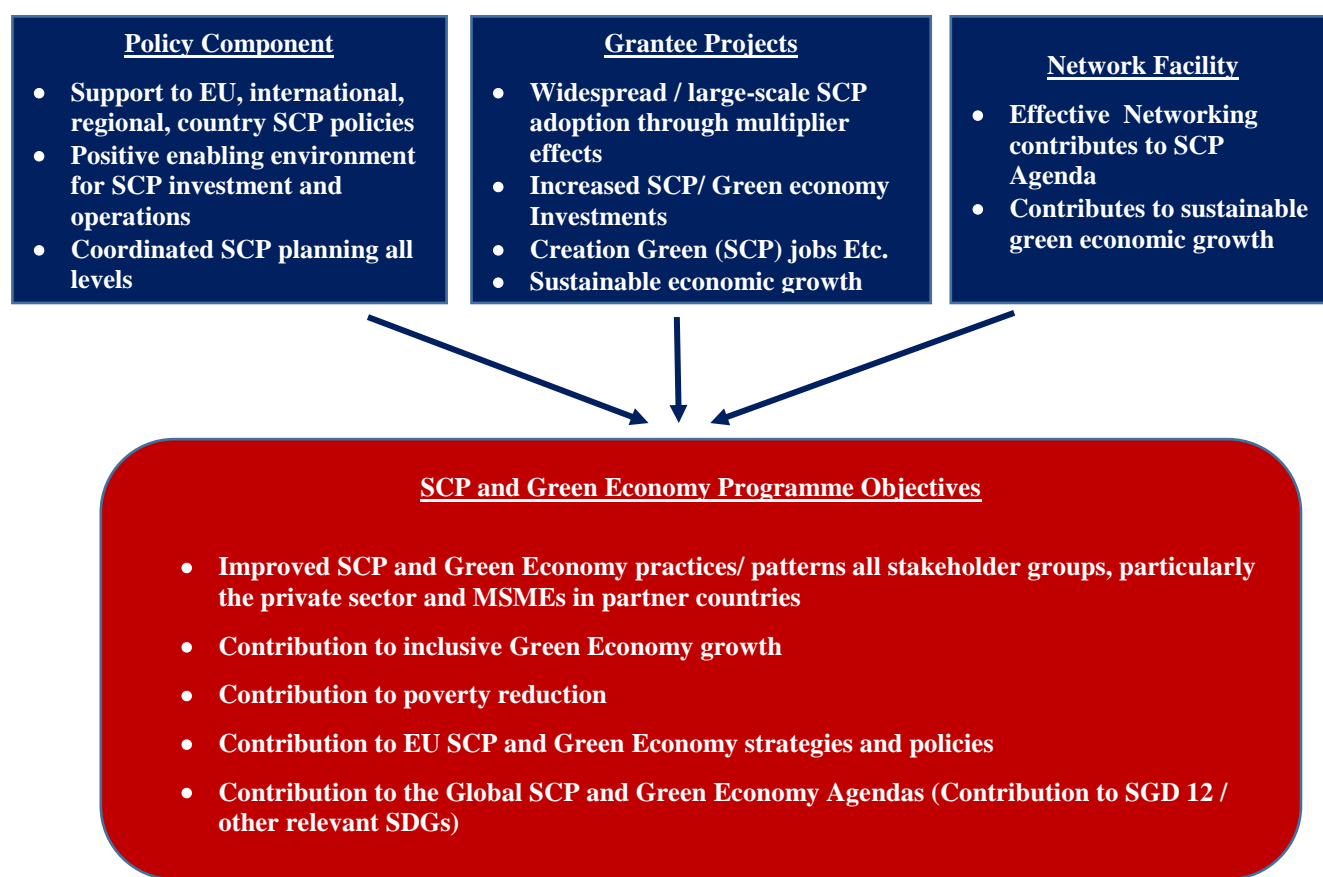 Policy Component
• Support to EU, international,
regional, country SCP policies
• Positive enabling environment
for SCP investment and
operations
• Coordinated SCP planning all
levels
Grantee Projects
• Widespread / large-scale SCP
adoption through multiplier
effects
• Increased SCP/ Green economy
Investments
• Creation Green (SCP) jobs Etc.
• Sustainable economic growth
Network Facility
• Effective Networking
contributes to SCP
Agenda
• Contributes to sustainable
green economic growth
SCP and Green Economy Programme Objectives
• Improved SCP and Green Economy practices/ patterns all stakeholder groups, particularly
the private sector and MSMEs in partner countries
• Contribution to inclusive Green Economy growth
• Contribution to poverty reduction
• Contribution to EU SCP and Green Economy strategies and policies
• Contribution to the Global SCP and Green Economy Agendas (Contribution to SGD 12 /
other relevant SDGs)